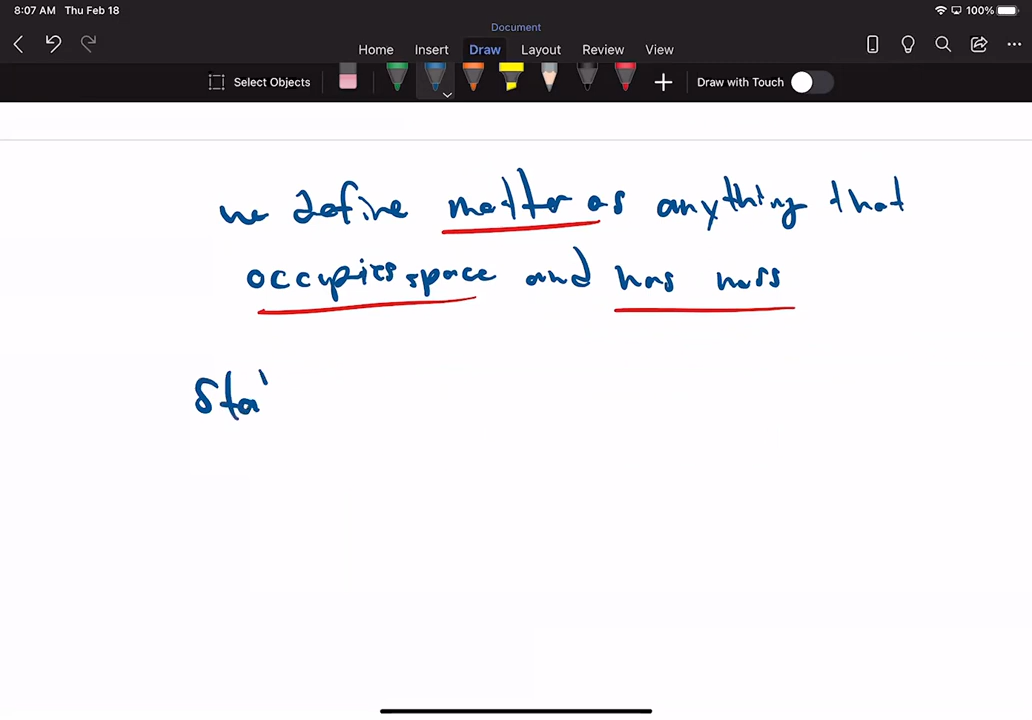 8:07 AM Thu Feb 18
100%
Document
Home Insert Draw Layout Review View
Select Objects
Draw with Touch
we define matter as anything that
occupies space and has mass
Sta